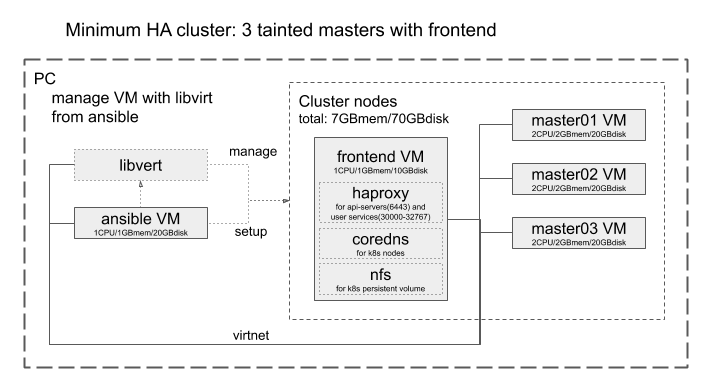 Minimum HA cluster: 3 tainted masters with frontend
PC
manage VM with libvirt
from ansible
libvert
ansible VM
1CPU/1GBmem/20GBdisk
manage
setup
virtnet
Cluster nodes
total: 7GBmem/70GBdisk
frontend VM
1CPU/1GBmem/10GBdisk
haproxy
for api-servers(6443) and
user services(30000-32767)
coredns
for k8s nodes
nfs
for k8s persistent volume
master01 VM
2CPU/2GBmem/20GBdisk
master02 VM
2CPU/2GBmem/20GBdisk
master03 VM
2CPU/2GBmem/20GBdisk